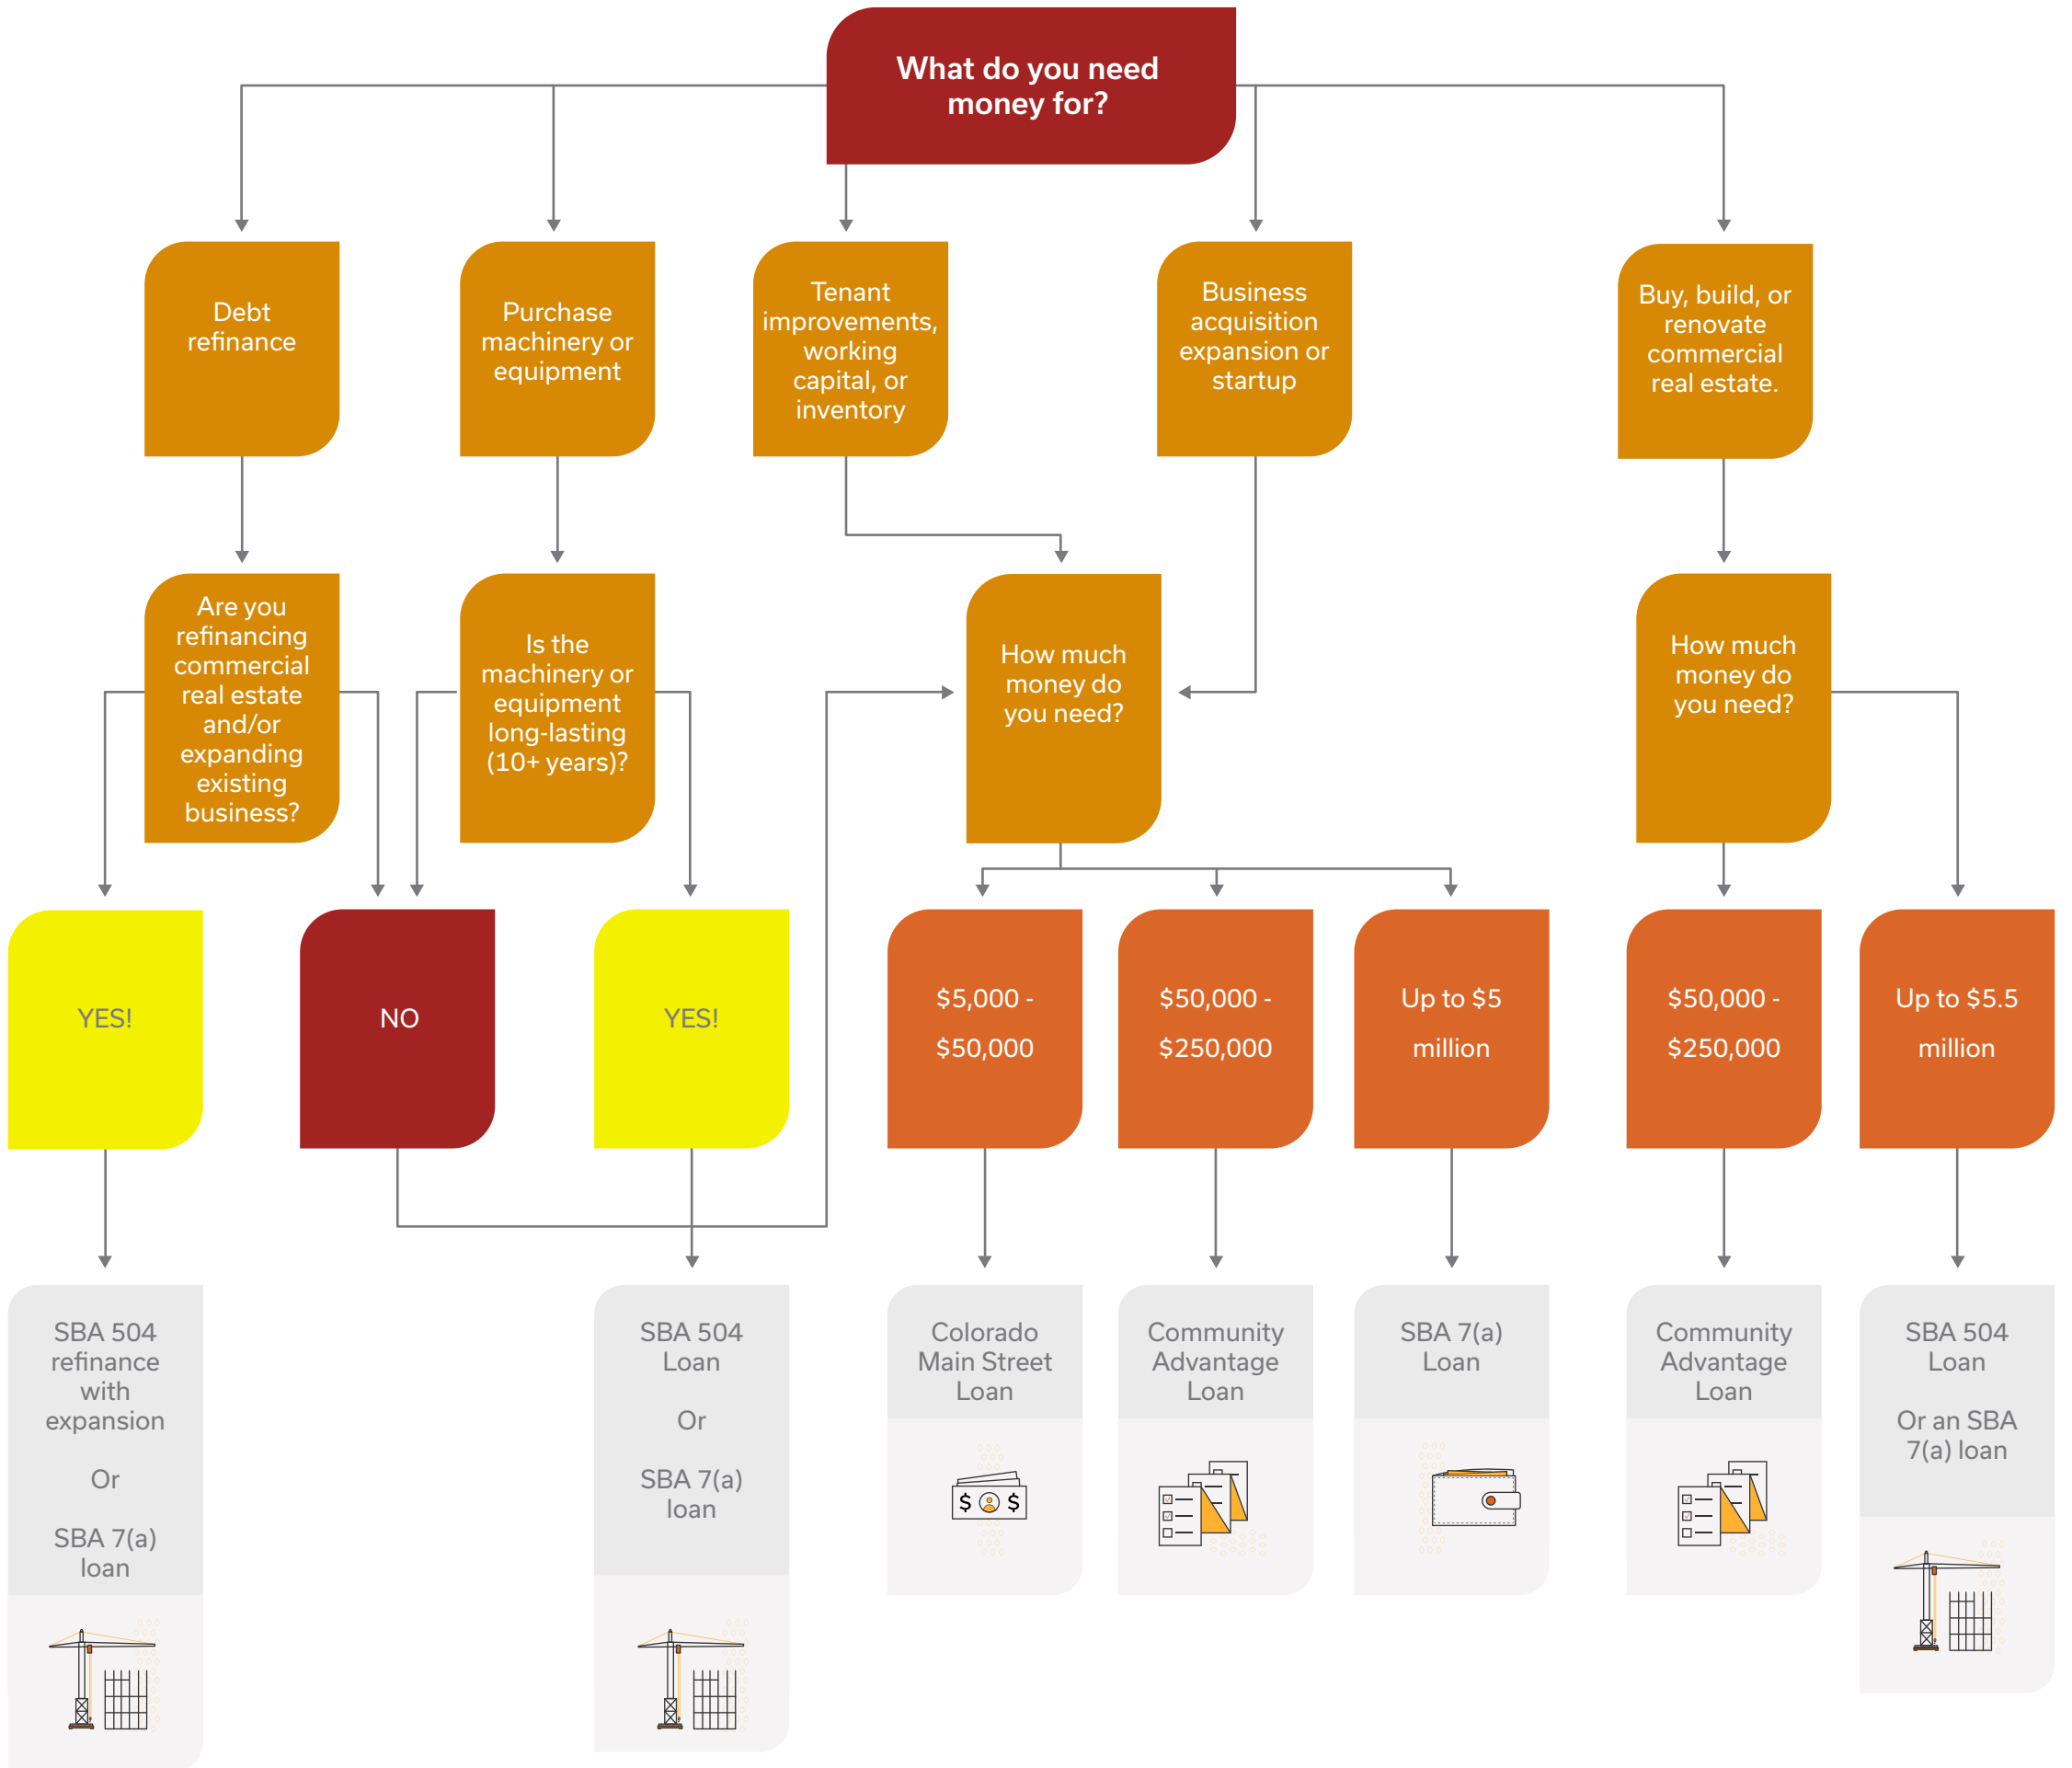 What do you need
money for?
Debt
refinance
Purchase
machinery or
equipment
Tenant
improvements,
working
capital, or
inventory
Business
acquisition
expansion or
startup
Buy, build, or
renovate
commercial
real estate.
Are you
refinancing
commercial
real estate
and/or
expanding
existing
business?
Is the
machinery or
equipment
long-lasting
(10+ years)?
How much
money do
you need?
How much
money do
you need?
YES!
NO
YES!
$5,000 -
$50,000
$50,000 -
$250,000
Up to $5
million
$50,000 -
$250,000
Up to $5.5
million
SBA 504
refinance
with
expansion
Or
SBA 7(a)
loan
SBA 504
Loan
Or
SBA 7(a)
loan
Colorado
Main Street
Loan
$ $
Community
Advantage
Loan
SBA 7(a)
Loan
Community
Advantage
Loan
SBA 504
Loan
Or an SBA
7(a) loan